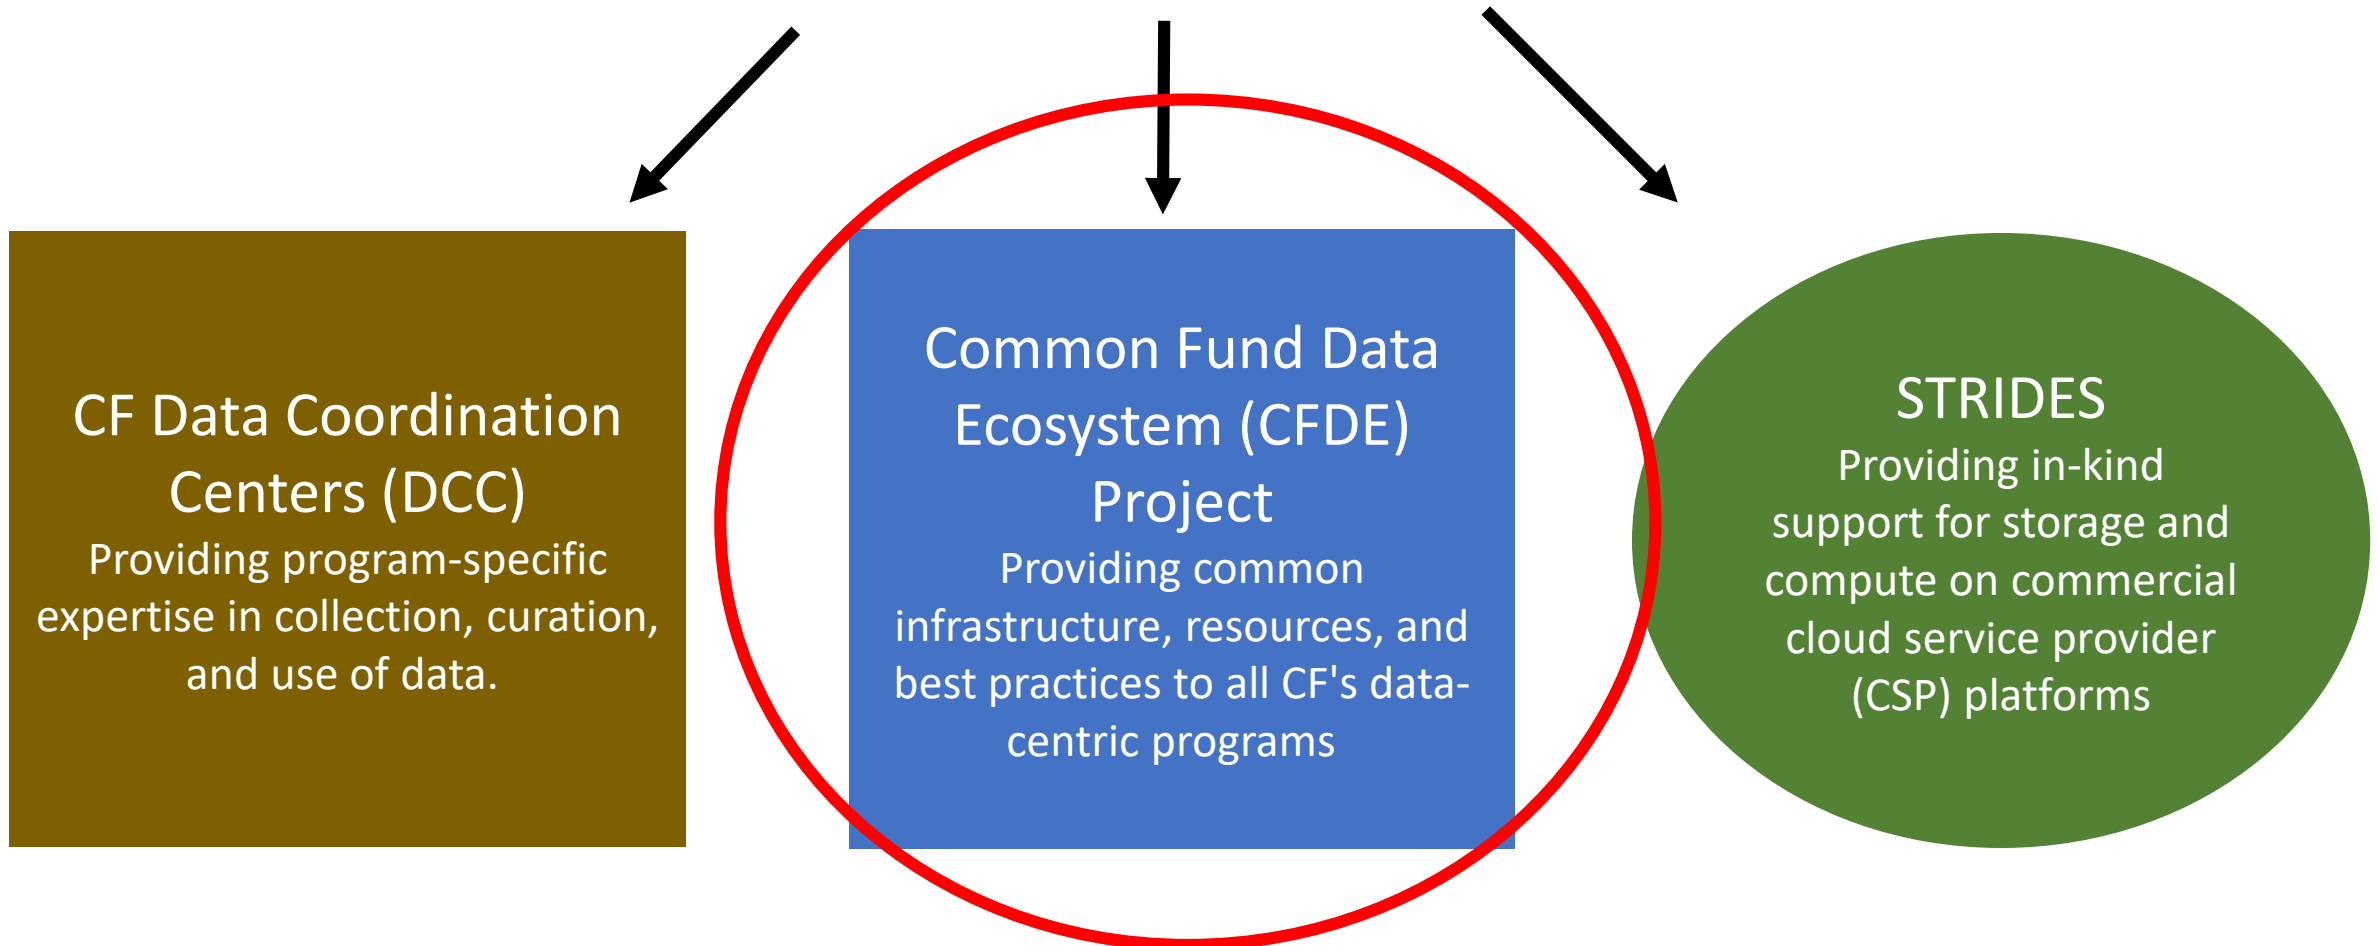 CF Data Coordination
Centers (DCC)
Providing program-specific
expertise in collection, curation,
and use of data.
Common Fund Data
Ecosystem (CFDE)
Project
Providing common
infrastructure, resources, and
best practices to all CF's data-
centric programs
STRIDES
Providing in-kind
support for storage and
compute on commercial
cloud service provider
(CSP) platforms